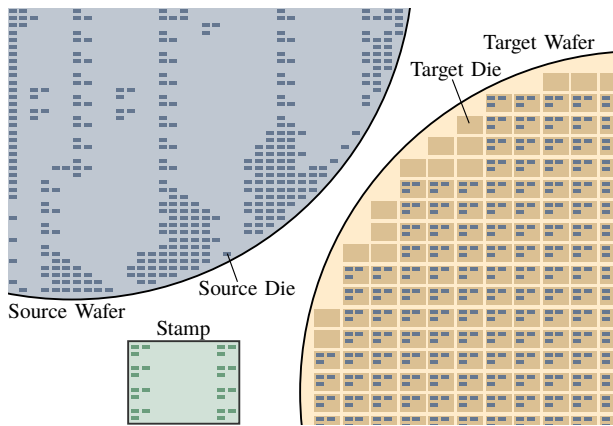 Target Wafer
Target Die
Source Die
Source Wafer
Stamp